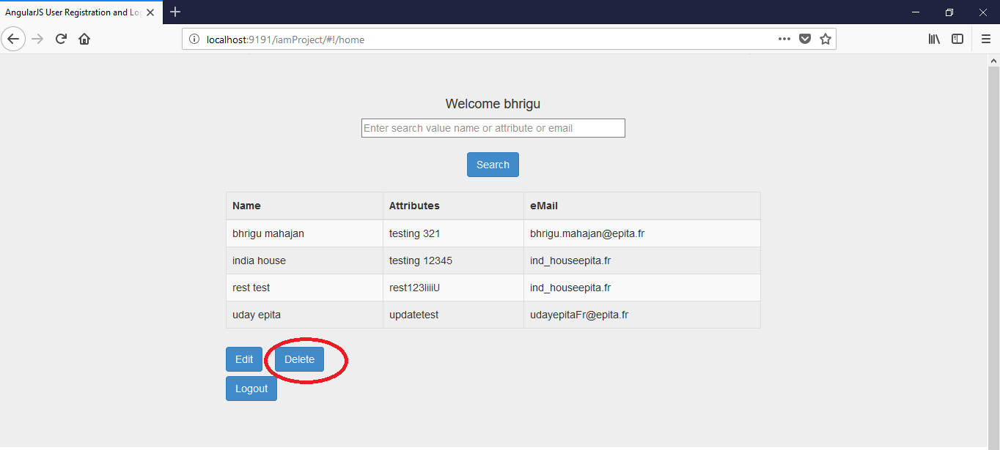 AngularJS User Registration and Lo
localhost:9191/iamProject/#!/home
Welcome bhrigu
Enter search value name or attribute or email
Search
Name Attributes eMail
bhrigu mahajan testing 321 bhrigu.mahajan@epita.fr
india house testing 12345 ind_houseepita.fr
rest test rest123liiiU ind_houseepita.fr
uday epita updatetest udayepitaFr@epita.fr
Edit Delete
Logout